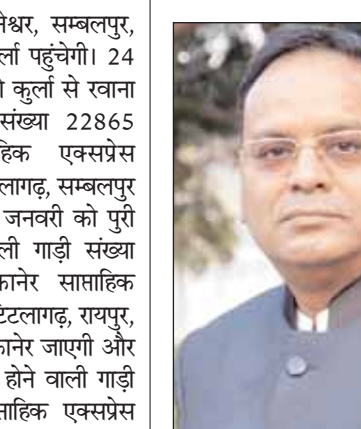 नेश्वर, सम्बलपुर,
र्ला पहुंचेगी। 24
कुर्ला से रवाना
संख्या 22865
हिक एक्सप्रेस
लागढ़, सम्बलपुर
जनवरी को पुरी
ली गाड़ी संख्या
कानेर साप्ताहिक
टिटलागढ़, रायपुर,
कानेर जाएगी और
होने वाली गाड़ी
साहिक एक्सप्रेस